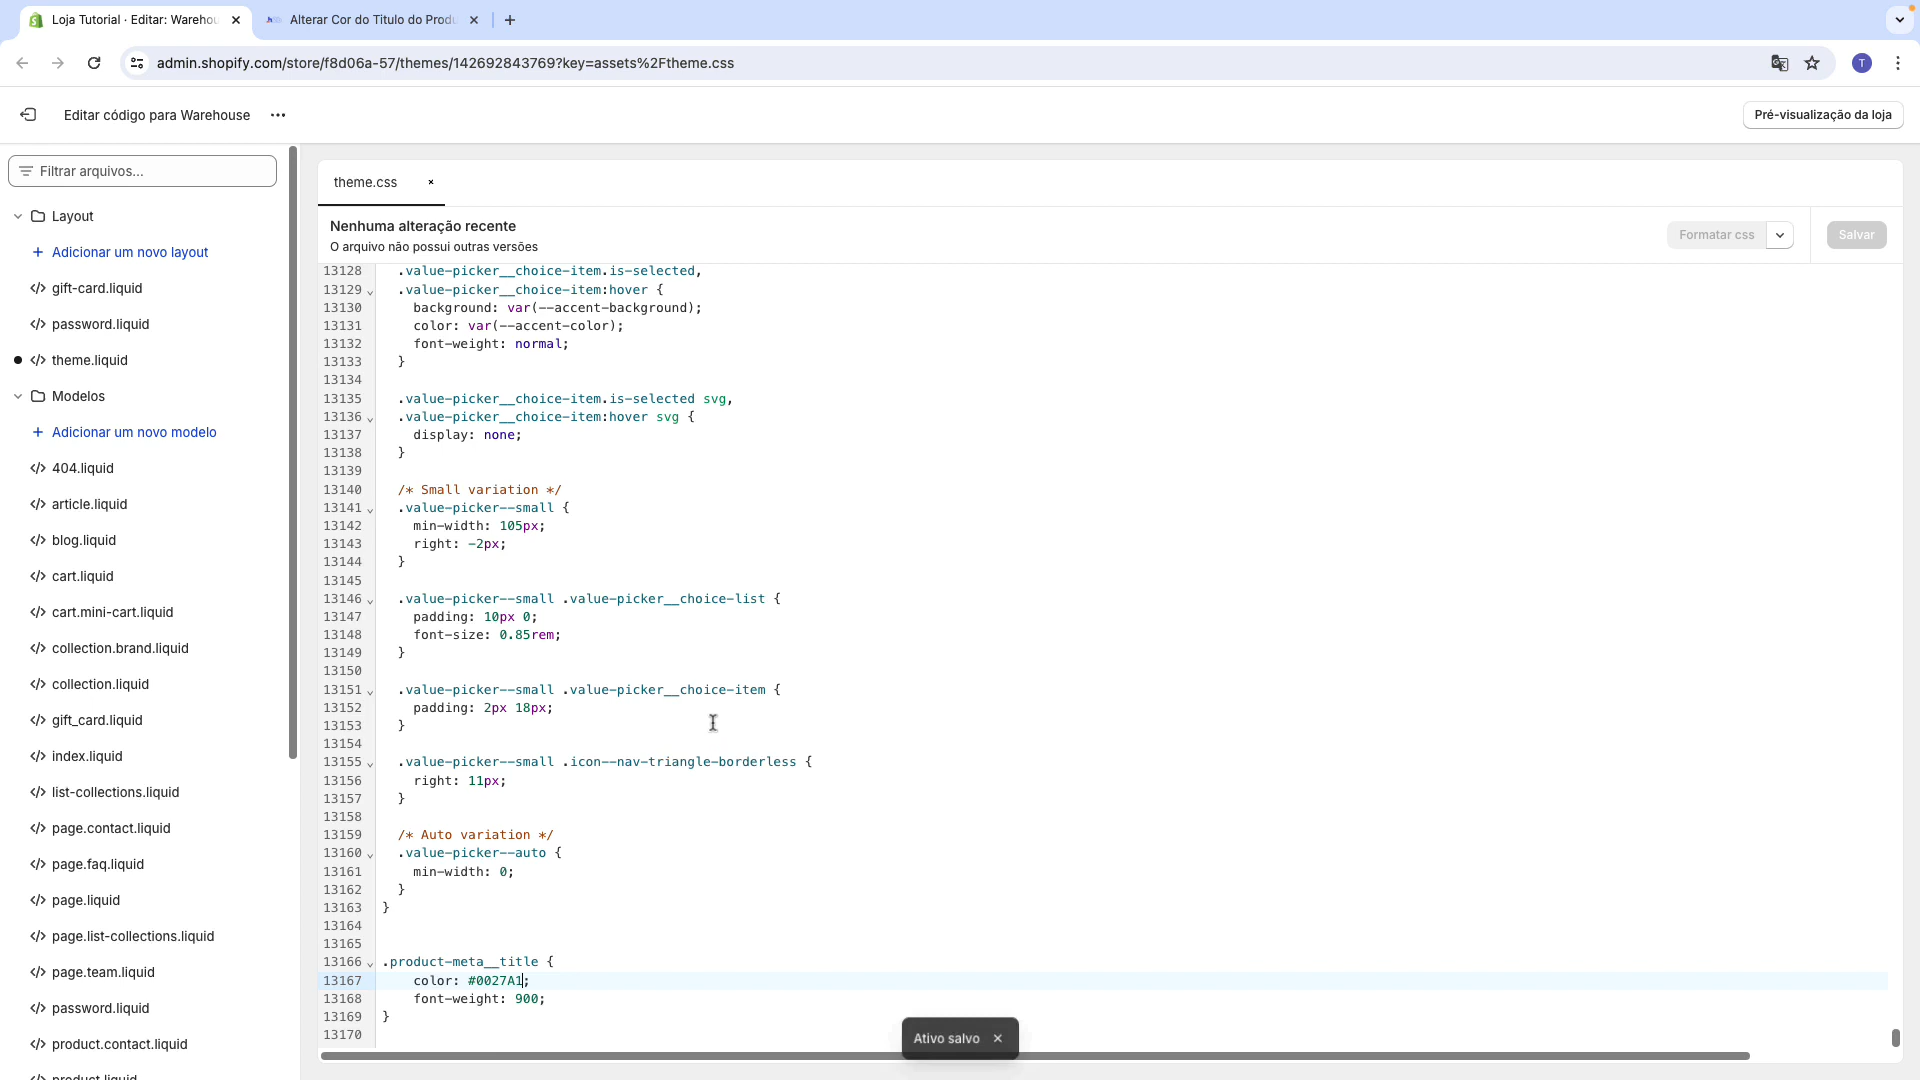 Loja Tutorial · Editar: Warehou
Alterar Cor do Titulo do Produ
admin.shopify.com/store/f8d06a-57/themes/142692843769?key=assets%2Ftheme.css
T
Editar código para Warehouse
Pré-visualização da loja
Filtrar arquivos...
Layout
Adicionar um novo layout
gift-card.liquid
password.liquid
theme.liquid
Modelos
Adicionar um novo modelo
404.liquid
article.liquid
blog.liquid
cart.liquid
cart.mini-cart.liquid
collection.brand.liquid
collection.liquid
gift_card.liquid
index.liquid
list-collections.liquid
page.contact.liquid
page.faq.liquid
page.liquid
page.list-collections.liquid
page.team.liquid
password.liquid
product.contact.liquid
product.liquid
theme.css
Nenhuma alteração recente
O arquivo não possui outras versões
Formatar css
Salvar
13128 .value-picker__choice-item.is-selected,
13129 .value-picker__choice-item:hover {
13130 background: var(--accent-background);
13131 color: var(--accent-color);
13132 font-weight: normal;
13133 }
13134
13135 .value-picker__choice-item.is-selected svg,
13136 .value-picker__choice-item:hover svg {
13137 display: none;
13138 }
13139
13140 /* Small variation */
13141 .value-picker--small {
13142 min-width: 105px;
13143 right: -2px;
13144 }
13145
13146 .value-picker--small .value-picker__choice-list {
13147 padding: 10px 0;
13148 font-size: 0.85rem;
13149 }
13150
13151 .value-picker--small .value-picker__choice-item {
13152 padding: 2px 18px;
13153 }
13154
13155 .value-picker--small .icon--nav-triangle-borderless {
13156 right: 11px;
13157 }
13158
13159 /* Auto variation */
13160 .value-picker--auto {
13161 min-width: 0;
13162 }
13163 }
13164
13165
13166 .product-meta__title {
13167 color: #0027A1;
13168 font-weight: 900;
13169 }
13170
Ativo salvo